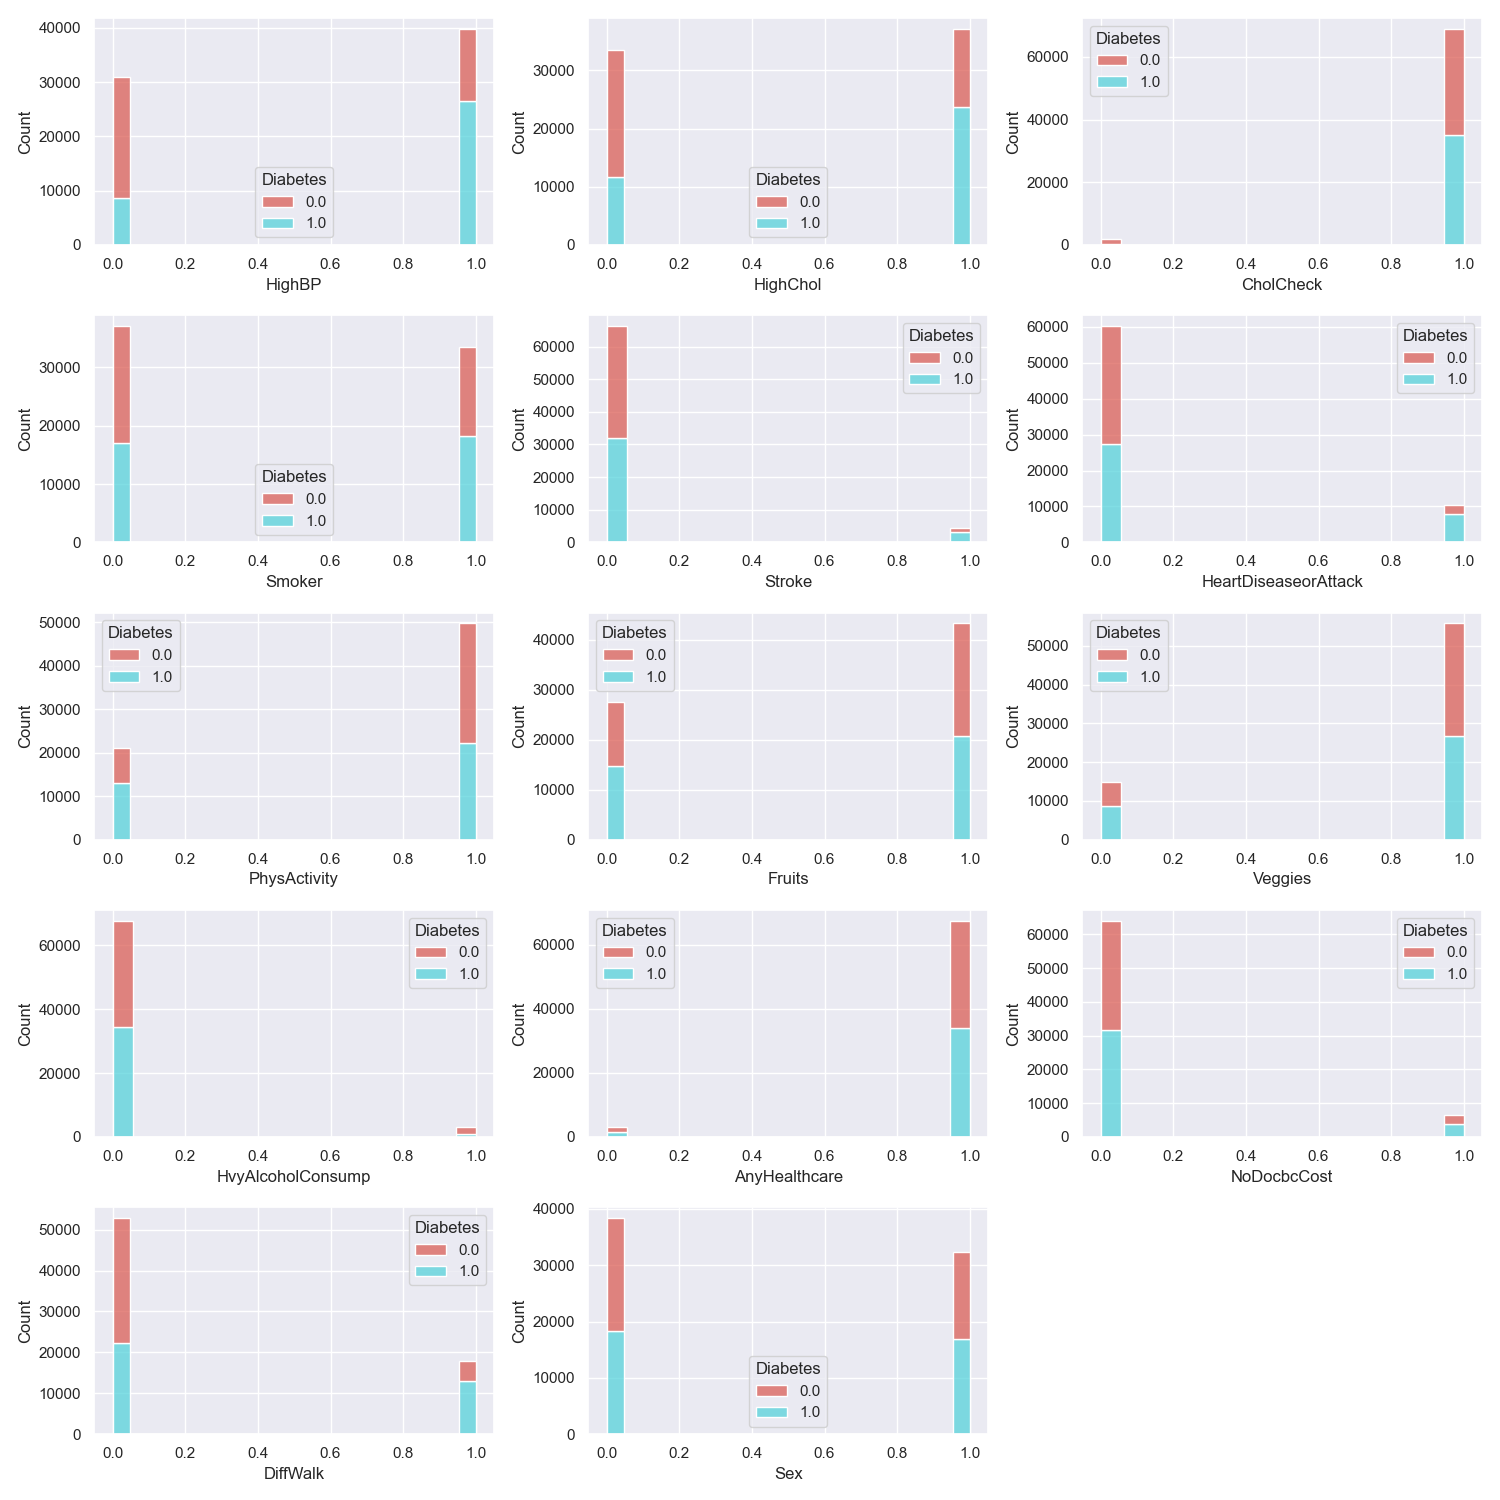 40000
30000
20000
10000
0
Count
Diabetes
0.0
1.0
0.0 0.2 0.4 0.6 0.8 1.0
HighBP
30000
20000
10000
0
Count
Diabetes
0.0
1.0
0.0 0.2 0.4 0.6 0.8 1.0
HighChol
60000
40000
20000
0
Count
Diabetes
0.0
1.0
0.0 0.2 0.4 0.6 0.8 1.0
CholCheck
30000
20000
10000
0
Count
Diabetes
0.0
1.0
0.0 0.2 0.4 0.6 0.8 1.0
Smoker
60000
50000
40000
30000
20000
10000
0
Count
Diabetes
0.0
1.0
0.0 0.2 0.4 0.6 0.8 1.0
Stroke
60000
50000
40000
30000
20000
10000
0
Count
Diabetes
0.0
1.0
0.0 0.2 0.4 0.6 0.8 1.0
HeartDiseaseorAttack
50000
40000
30000
20000
10000
0
Count
Diabetes
0.0
1.0
0.0 0.2 0.4 0.6 0.8 1.0
PhysActivity
40000
30000
20000
10000
0
Count
Diabetes
0.0
1.0
0.0 0.2 0.4 0.6 0.8 1.0
Fruits
50000
40000
30000
20000
10000
0
Count
Diabetes
0.0
1.0
0.0 0.2 0.4 0.6 0.8 1.0
Veggies
60000
40000
20000
0
Count
Diabetes
0.0
1.0
0.0 0.2 0.4 0.6 0.8 1.0
HvyAlcoholConsump
60000
40000
20000
0
Count
Diabetes
0.0
1.0
0.0 0.2 0.4 0.6 0.8 1.0
AnyHealthcare
60000
50000
40000
30000
20000
10000
0
Count
Diabetes
0.0
1.0
0.0 0.2 0.4 0.6 0.8 1.0
NoDocbcCost
50000
40000
30000
20000
10000
0
Count
Diabetes
0.0
1.0
0.0 0.2 0.4 0.6 0.8 1.0
DiffWalk
40000
30000
20000
10000
0
Count
Diabetes
0.0
1.0
0.0 0.2 0.4 0.6 0.8 1.0
Sex